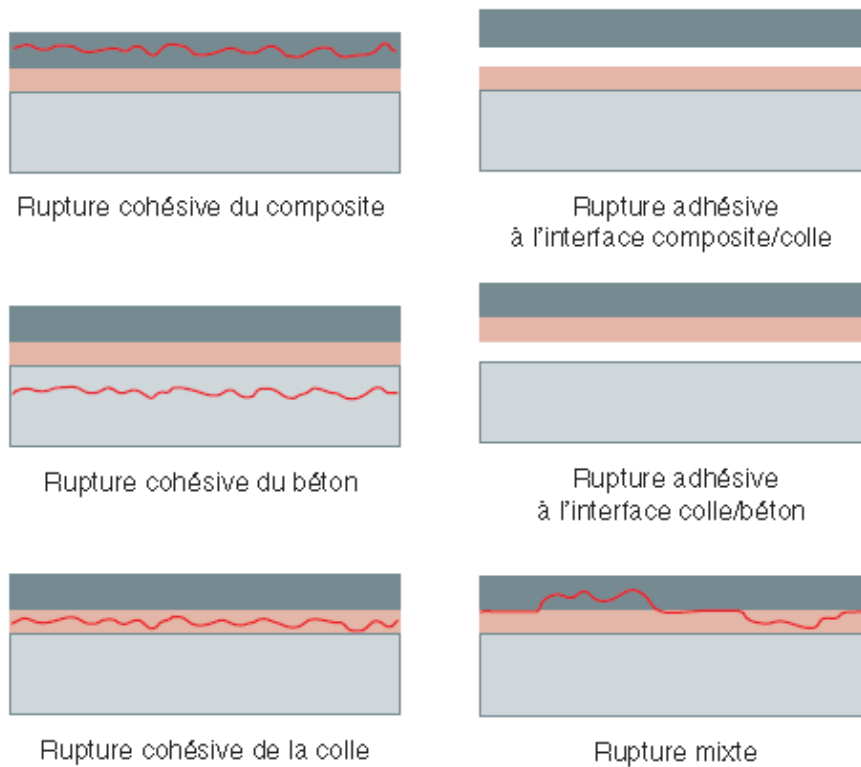 Rupture cohésive du composite
Rupture adhésive
à l'interface composite/colle
Rupture cohésive du béton
Rupture adhésive
à l'interface colle/béton
Rupture cohésive de la colle
Rupture mixte